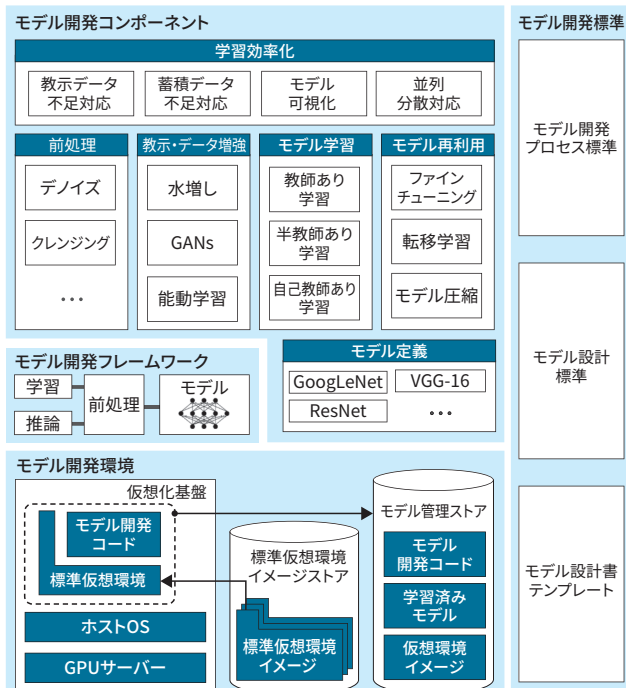 モデル開発コンポーネント
学習効率化
教示データ
不足対応
蓄積データ
不足対応
モデル
可視化
並列
分散対応
前処理
デノイズ
クレンジング
・・・
教示・データ増強
水増し
GANs
能動学習
モデル学習
教師あり
学習
半教師あり
学習
自己教師あり
学習
モデル再利用
ファイン
チューニング
転移学習
モデル圧縮
モデル定義
GoogLeNet
VGG-16
ResNet
・・・
モデル開発フレームワーク
学習
推論
前処理
モデル
モデル開発環境
仮想化基盤
モデル開発
コード
標準仮想環境
ホストOS
GPUサーバー
標準仮想環境
イメージストア
標準仮想環境
イメージ
モデル管理ストア
モデル
開発コード
学習済み
モデル
仮想環境
イメージ
モデル開発標準
モデル開発
プロセス標準
モデル設計
標準
モデル設計書
テンプレート